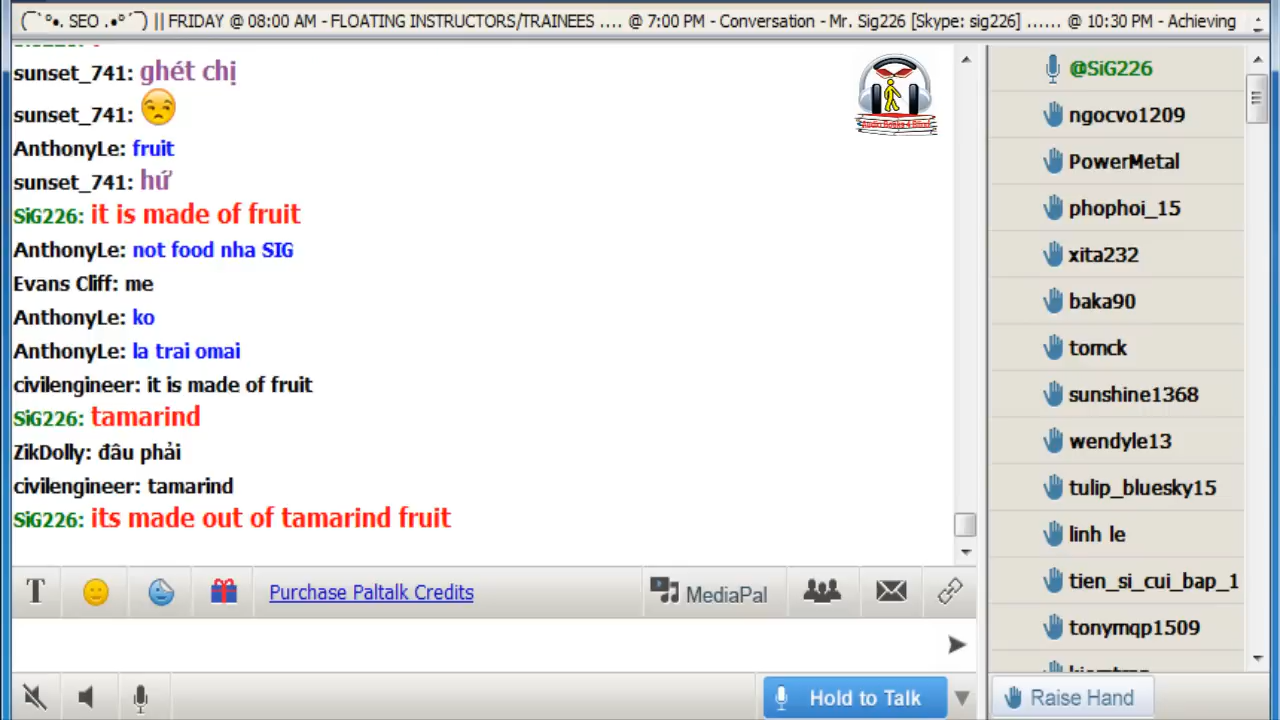 (¯`°•. SEO .•°´¯) || FRIDAY @ 08:00 AM - FLOATING INSTRUCTORS/TRAINEES .... @ 7:00 PM - Conversation - Mr. Sig226 [Skype: sig226] ...... @ 10:30 PM - Achieving
sunset_741: ghét chị
sunset_741:
AnthonyLe: fruit
sunset_741: hứ
SiG226: it is made of fruit
AnthonyLe: not food nha SIG
Evans Cliff: me
AnthonyLe: ko
AnthonyLe: la trai omai
civilengineer: it is made of fruit
SiG226: tamarind
ZikDolly: đâu phải
civilengineer: tamarind
SiG226: its made out of tamarind fruit
Purchase Paltalk Credits
MediaPal
Hold to Talk
@SiG226
ngocvo1209
PowerMetal
phophoi_15
xita232
baka90
tomck
sunshine1368
wendyle13
tulip_bluesky15
linh le
tien_si_cui_bap_1
tonymqp1509
Raise Hand